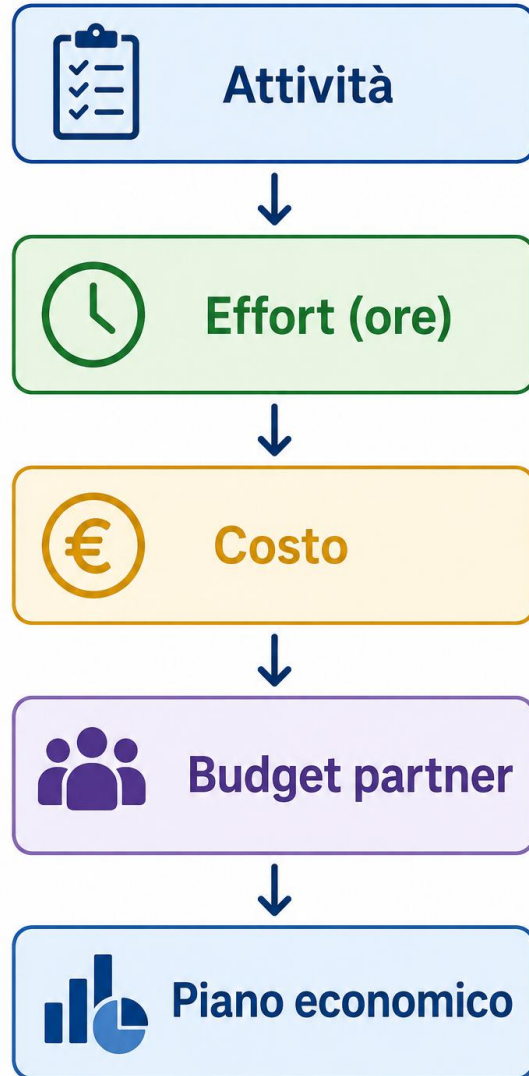 Attività
Effort (ore)
€
Costo
Budget partner
Piano economico